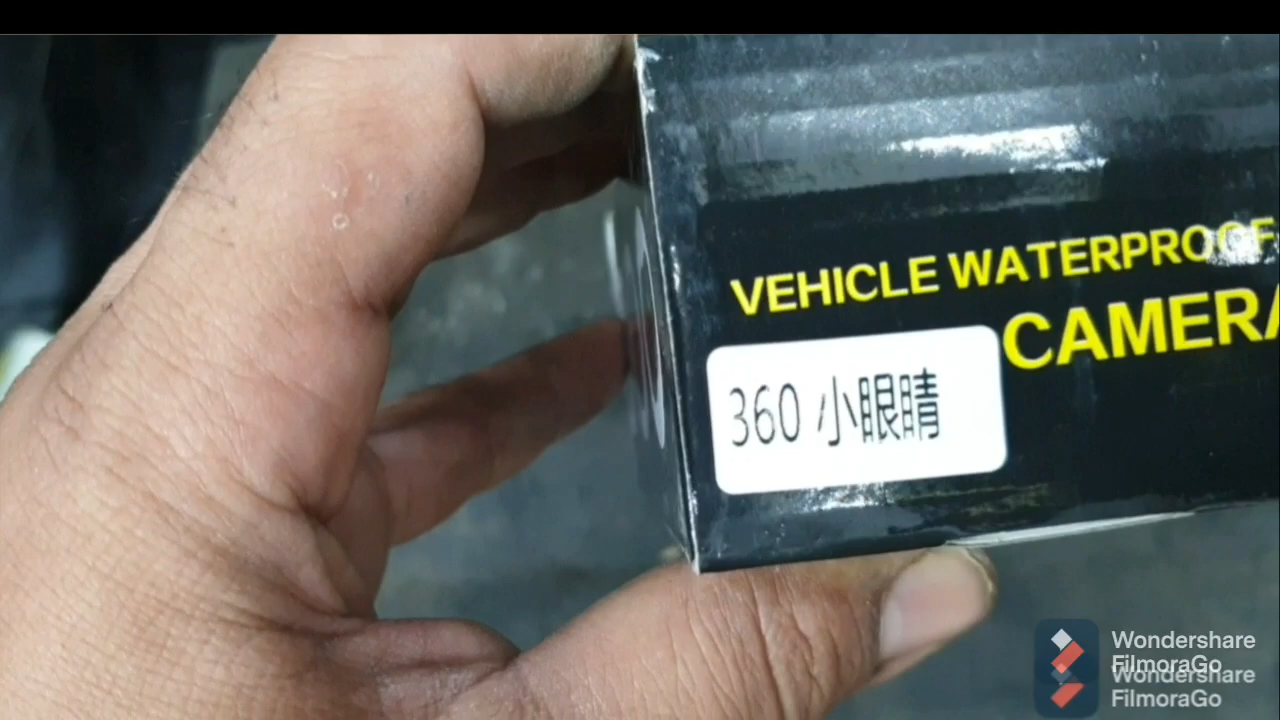 VEHICLE WATERPROOF
CAMERA
360 小眼睛
Wondershare
FilmoraGo
Wondershare
FilmoraGo